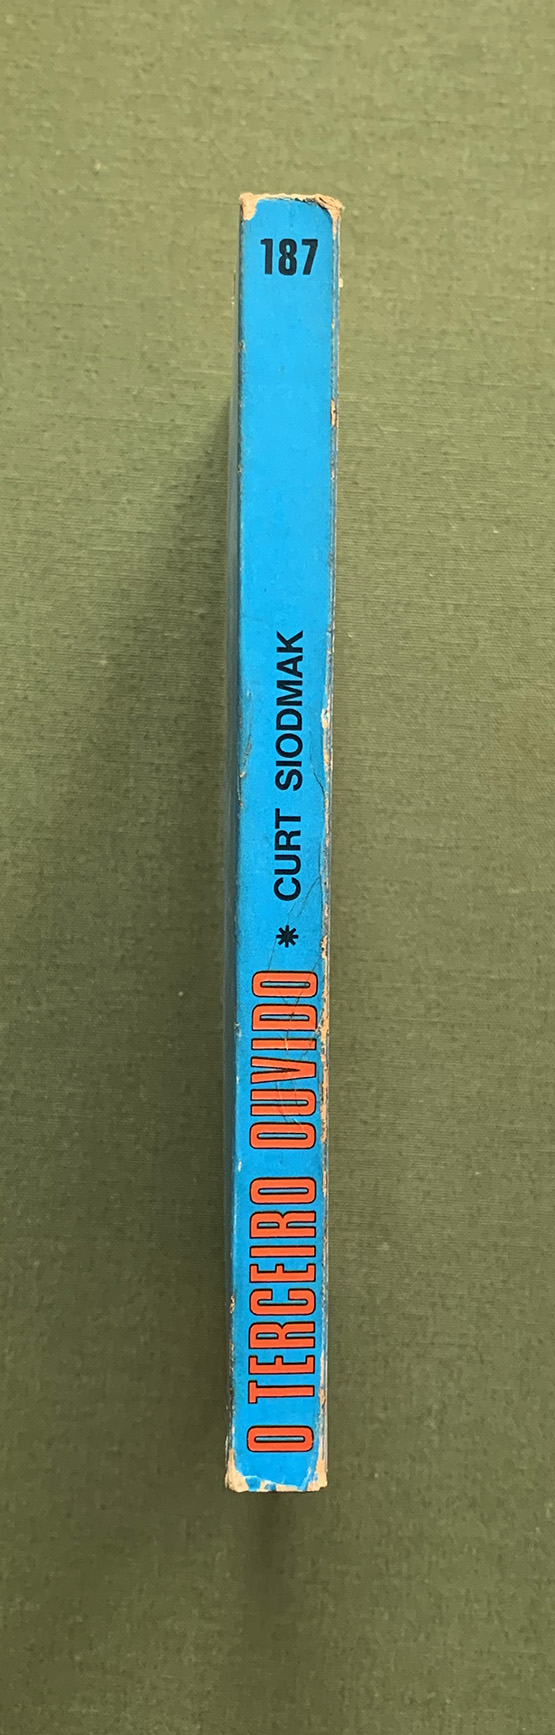 187
O TERCEIRO OUVIDO * CURT SIODMAK